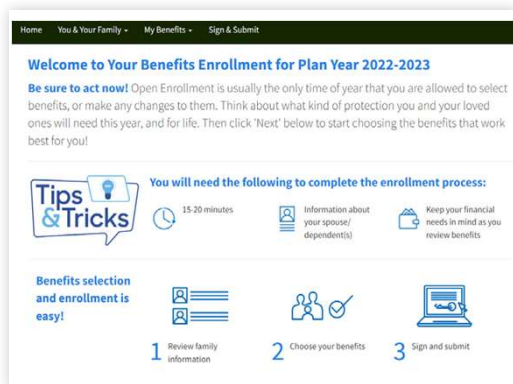 Home You & Your Family My Benefits Sign & Submit
Welcome to Your Benefits Enrollment for Plan Year 2022-2023
Be sure to act now! Open Enrollment is usually the only time of year that you are allowed to select
benefits, or make any changes to them. Think about what kind of protection you and your loved
ones will need this year, and for life. Then click 'Next' below to start choosing the benefits that work
best for you!
Tips
& Tricks
You will need the following to complete the enrollment process:
15-20 minutes
Information about
your spouse/
dependent(s)
Keep your financial
needs in mind as you
review benefits
Benefits selection
and enrollment is
easy!
1 Review family
information
2 Choose your benefits
3 Sign and submit